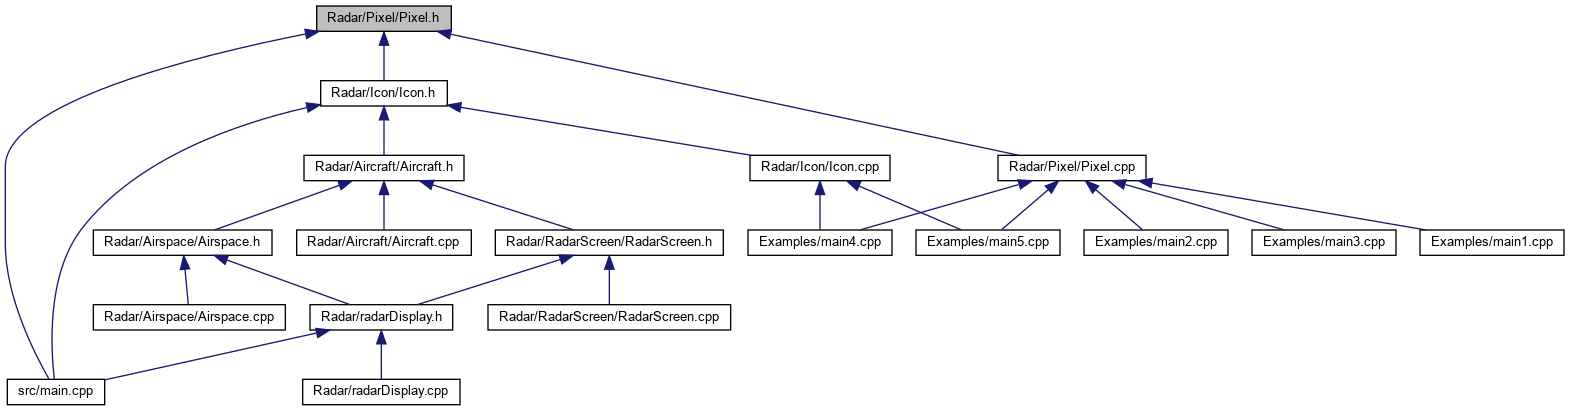 Radar/Pixel/Pixel.h
Radar/Icon/Icon.h
Radar/Aircraft/Aircraft.h
Radar/Icon/Icon.cpp
Radar/Pixel/Pixel.cpp
Radar/Airspace/Airspace.h
Radar/Aircraft/Aircraft.cpp
Radar/RadarScreen/RadarScreen.h
Examples/main4.cpp
Examples/main5.cpp
Examples/main2.cpp
Examples/main3.cpp
Examples/main1.cpp
Radar/Airspace/Airspace.cpp
Radar/radarDisplay.h
Radar/RadarScreen/RadarScreen.cpp
src/main.cpp
Radar/radarDisplay.cpp